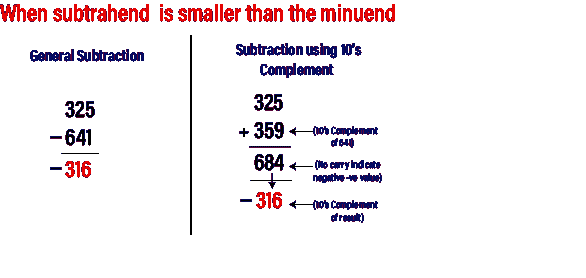 When subtrahend is smaller than the minuend
General Subtraction
325
− 641
− 316
Subtraction using 10's
Complement
325
+ 359 (10's Complement
of 641)
684 (No carry indicate
negative -ve value)
− 316 (10's Complement
of result)